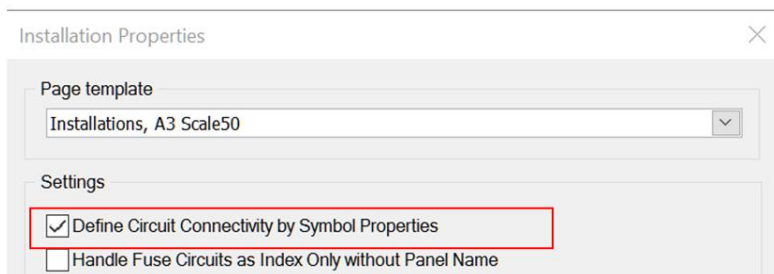 Installation Properties
Page template
Installations, A3 Scale50
Settings
Define Circuit Connectivity by Symbol Properties
Handle Fuse Circuits as Index Only without Panel Name